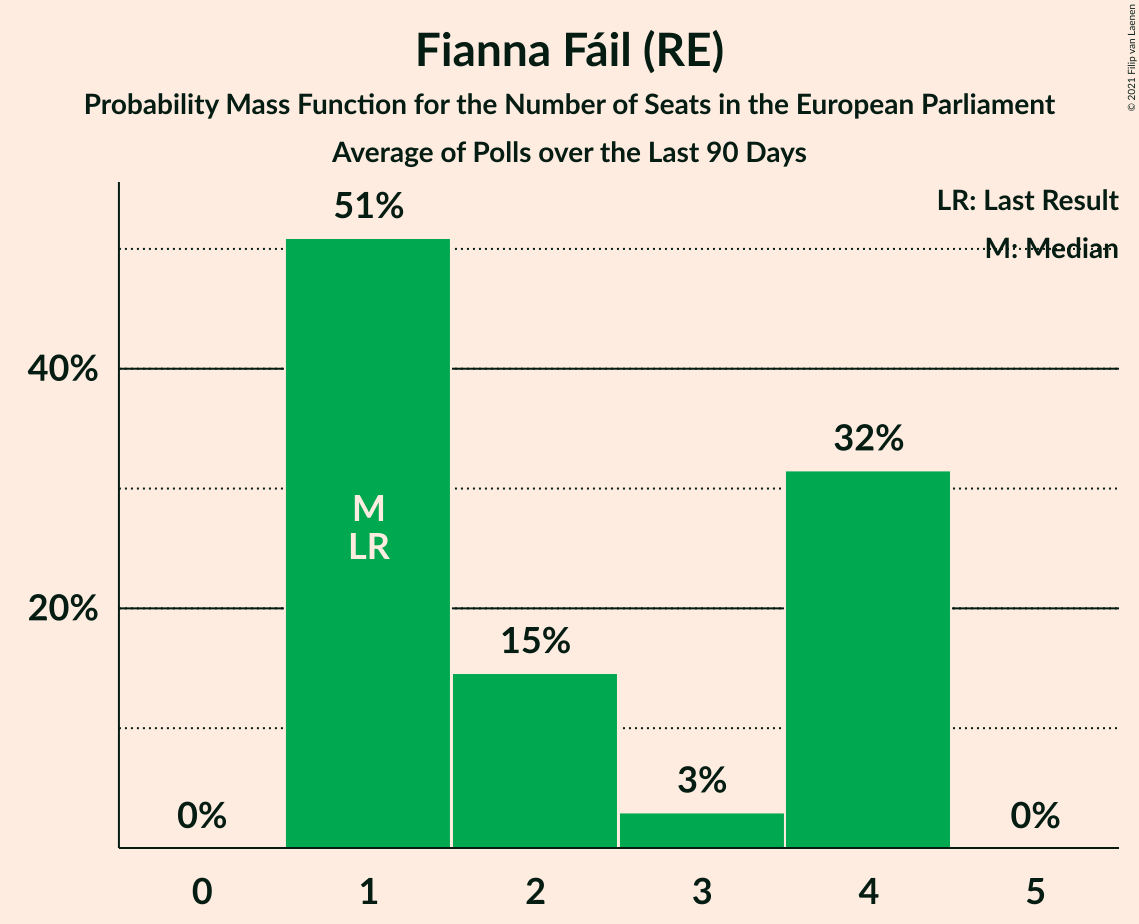 Fianna Fáil (RE)
Probability Mass Function for the Number of Seats in the European Parliament
Average of Polls over the Last 90 Days
© 2021 Filip van Laenen
LR: Last Result
M: Median
51%
40%
32%
M
LR
20%
15%
3%
0%
0%
0 1 2 3 4 5